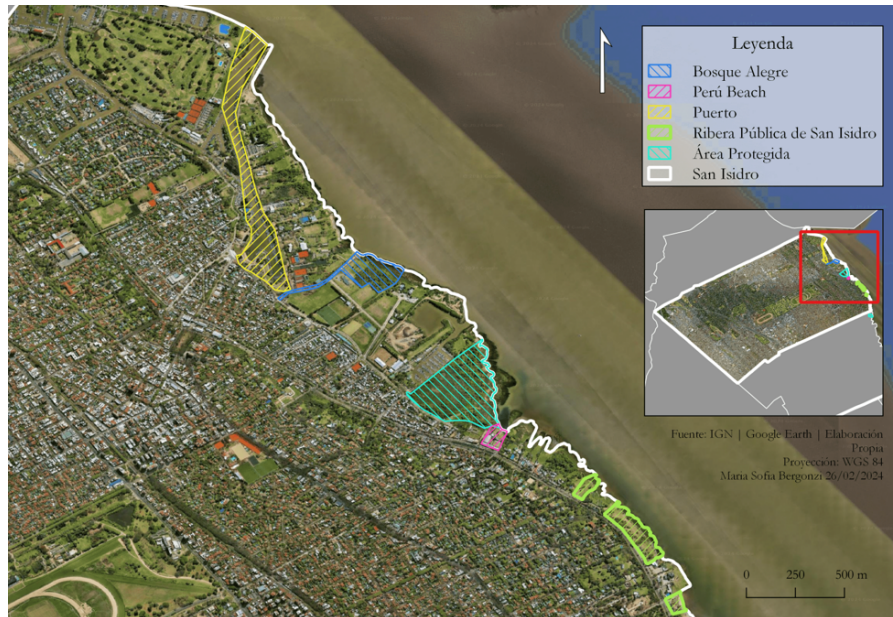 Leyenda
Bosque Alegre
Perú Beach
Puerto
Ribera Pública de San Isidro
Área Protegida
San Isidro
Fuente: IGN | Google Earth | Elaboración
Propia
Proyección: WGS 84
Maria Sofia Bergonzi 26/02/2024
0 250 500 m